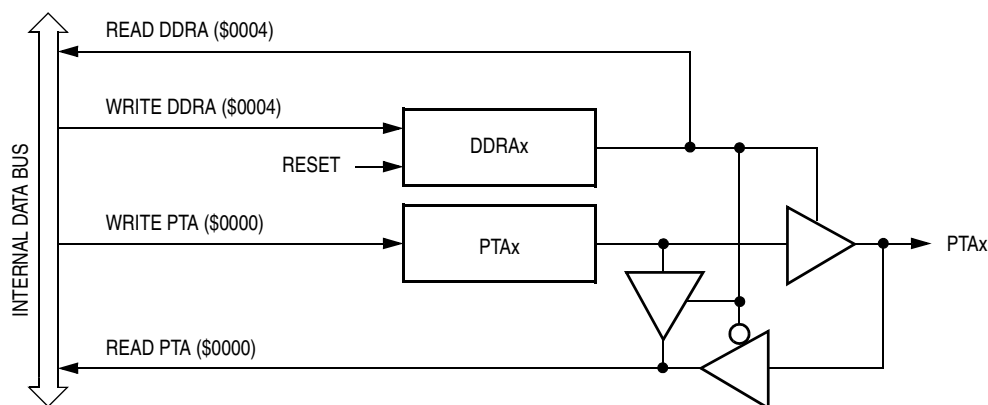 READ DDRA ($0004)
WRITE DDRA ($0004)
DDRAx
RESET
INTERNAL DATA BUS
WRITE PTA ($0000)
PTAx
PTAx
READ PTA ($0000)